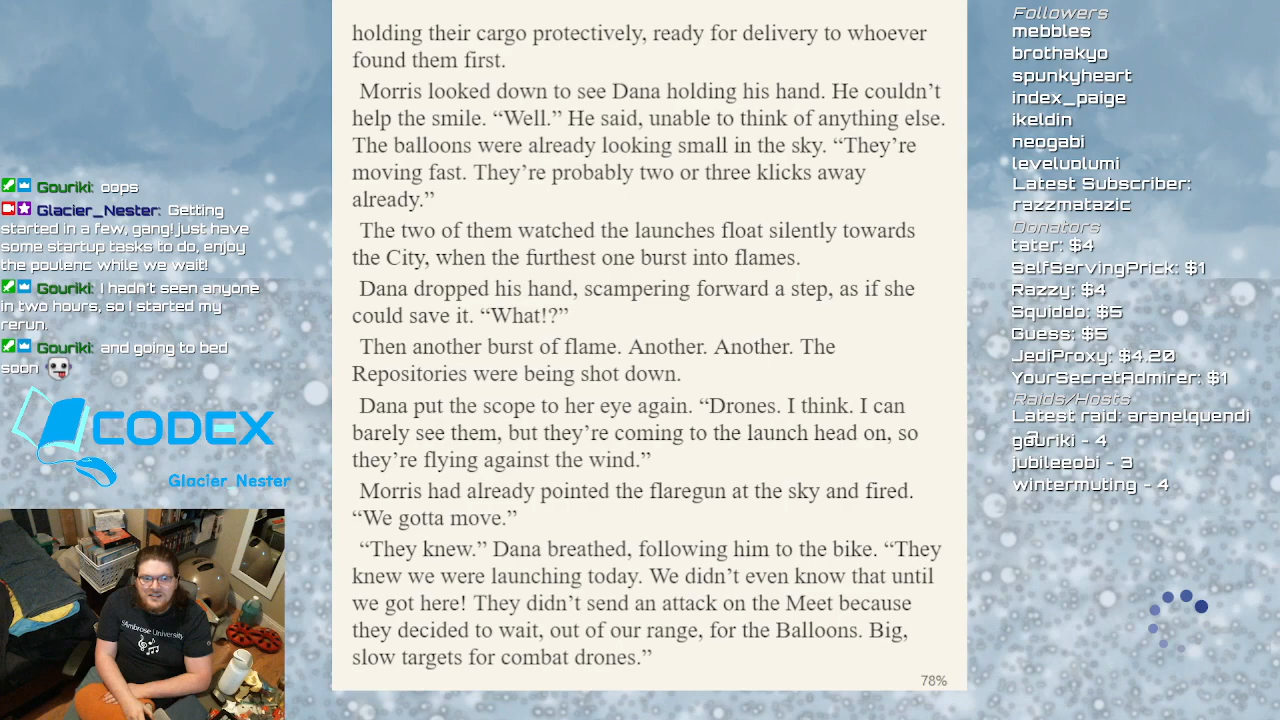 Gouriki: oops
Glacier_Nester: Getting
started in a few, gang! just have
some startup tasks to do, enjoy
the poulenc while we wait!
Gouriki: I hadn't seen anyone
in two hours, so I started my
rerun.
Gouriki: and going to bed
soon
CODEX
Glacier Nester
St Ambrose University
holding their cargo protectively, ready for delivery to whoever
found them first.
Morris looked down to see Dana holding his hand. He couldn’t
help the smile. “Well.” He said, unable to think of anything else.
The balloons were already looking small in the sky. “They’re
moving fast. They’re probably two or three klicks away
already.”
The two of them watched the launches float silently towards
the City, when the furthest one burst into flames.
Dana dropped his hand, scampering forward a step, as if she
could save it. “What!?”
Then another burst of flame. Another. Another. The
Repositories were being shot down.
Dana put the scope to her eye again. “Drones. I think. I can
barely see them, but they’re coming to the launch head on, so
they’re flying against the wind.”
Morris had already pointed the flaregun at the sky and fired.
“We gotta move.”
“They knew.” Dana breathed, following him to the bike. “They
knew we were launching today. We didn’t even know that until
we got here! They didn’t send an attack on the Meet because
they decided to wait, out of our range, for the Balloons. Big,
slow targets for combat drones.”
78%
Followers
mebbles
brothakyo
spunkyheart
index_paige
ikeldin
neogabi
leveluplumi
Latest Subscriber:
razzmatazic
Donators
tater: $4
SelfServingPrick: $1
Razzy: $4
Squiddo: $5
Guess: $5
JediProxy: $4.20
YourSecretAdmirer: $1
Raids/Hosts
Latest raid: aranelquendi
gouriki - 4
jubileeobi - 3
wintermuting - 4